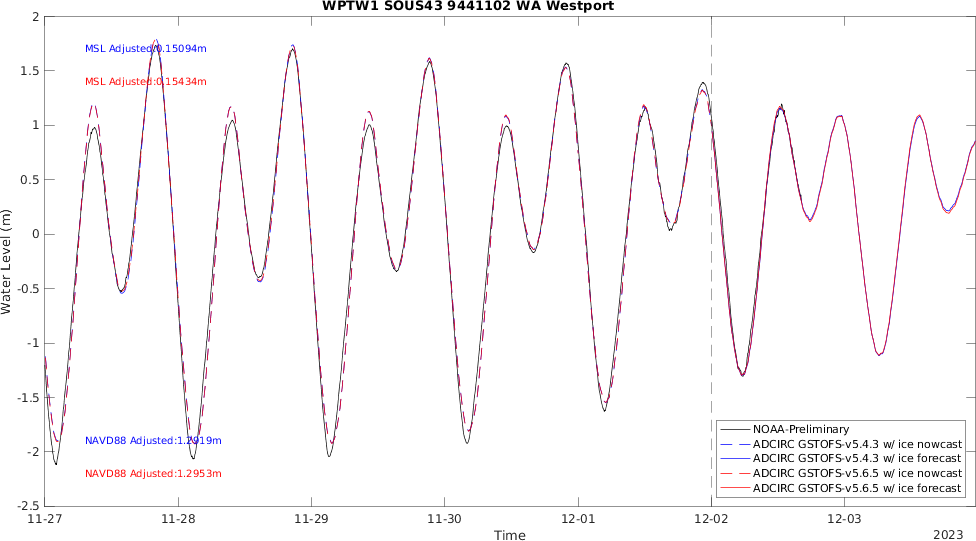 WPTW1 SOUS43 9441102 WA Westport
2
1.5
1
0.5
0
-0.5
-1
-1.5
-2
-2.5
Water Level (m)
MSL Adjusted:0.15094m
MSL Adjusted:0.15434m
NAVD88 Adjusted:1.2919m
NAVD88 Adjusted:1.2953m
NOAA-Preliminary
ADCIRC GSTOFS-v5.4.3 w/ ice nowcast
ADCIRC GSTOFS-v5.4.3 w/ ice forecast
ADCIRC GSTOFS-v5.6.5 w/ ice nowcast
ADCIRC GSTOFS-v5.6.5 w/ ice forecast
11-27 11-28 11-29 11-30 12-01 12-02 12-03
Time
2023